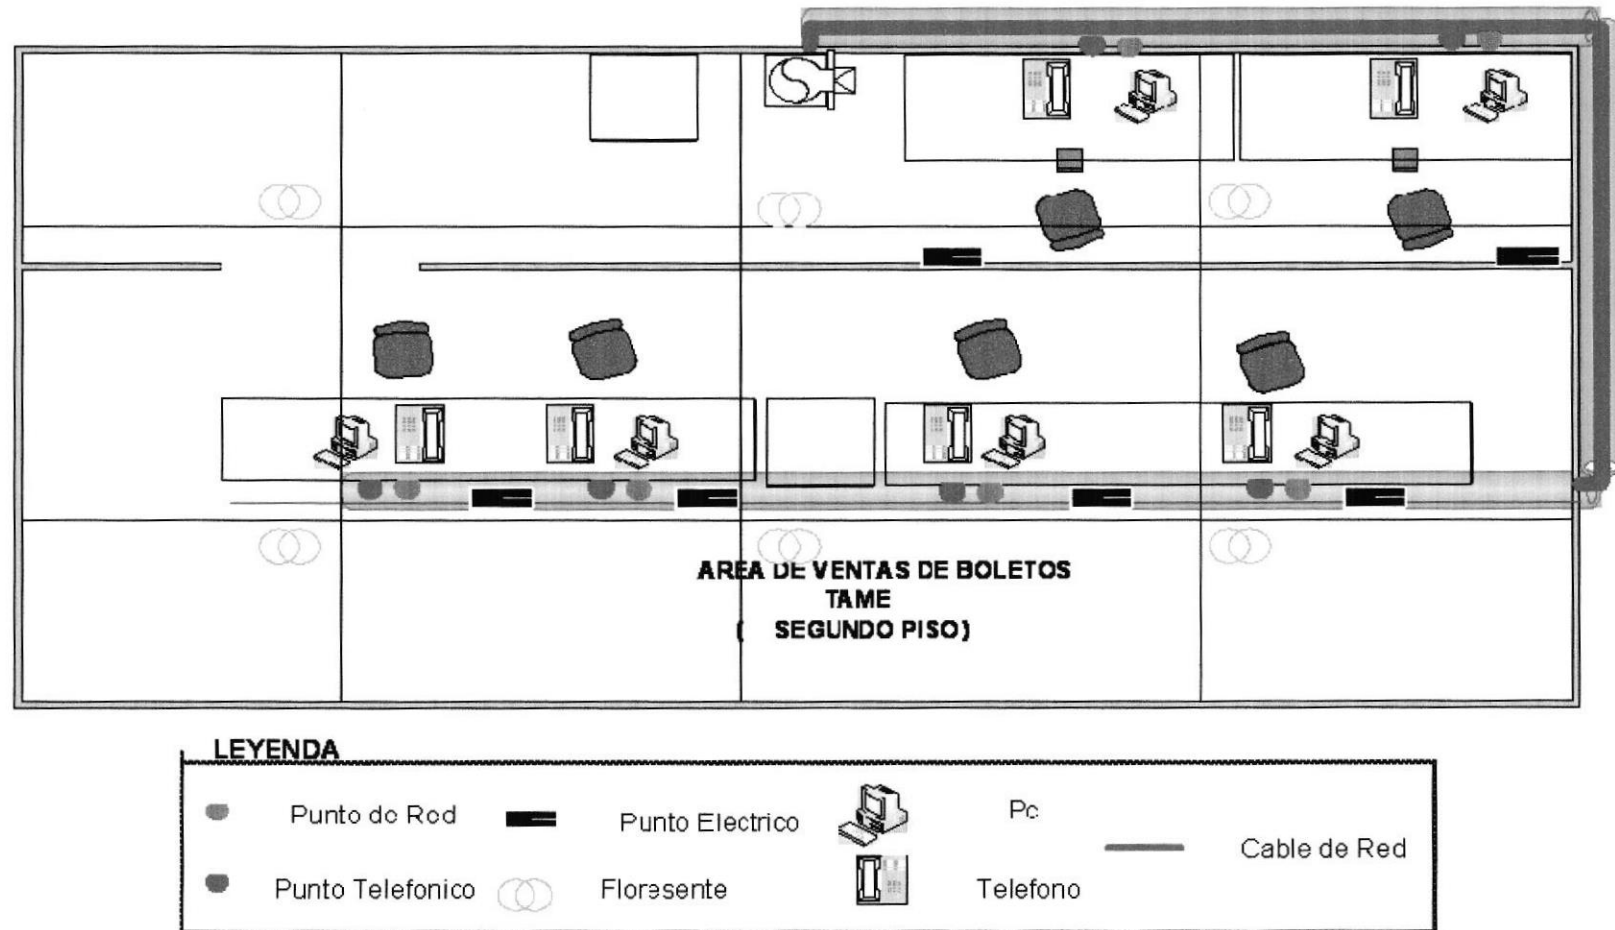 AREA DE VENTAS DE BOLETOS
TAME
( SEGUNDO PISO)
LEYENDA
Punto de Red
Punto Electrico
Pc
Cable de Red
Punto Telefonico
Floresente
Telefono